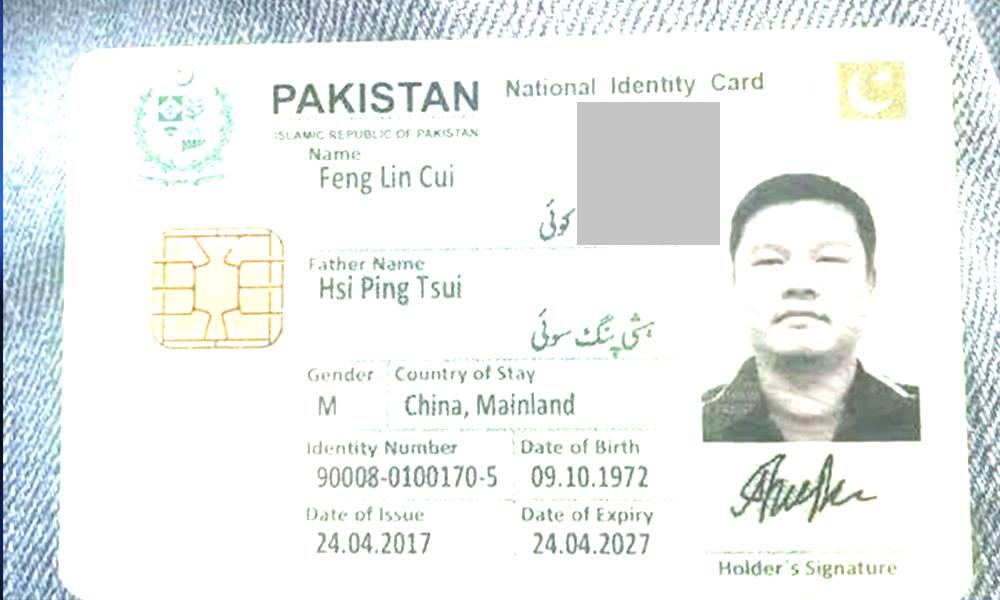 PAKISTAN National Identity Card
ISLAMIC REPUBLIC OF PAKISTAN
Name
Feng Lin Cui
کوئی
Father Name
Hsi Ping Tsui
ہشی پنگ سوئی
Gender Country of Stay
M China, Mainland
Identity Number Date of Birth
90008-0100170-5 09.10.1972
Date of Issue Date of Expiry
24.04.2017 24.04.2027
Holder's Signature